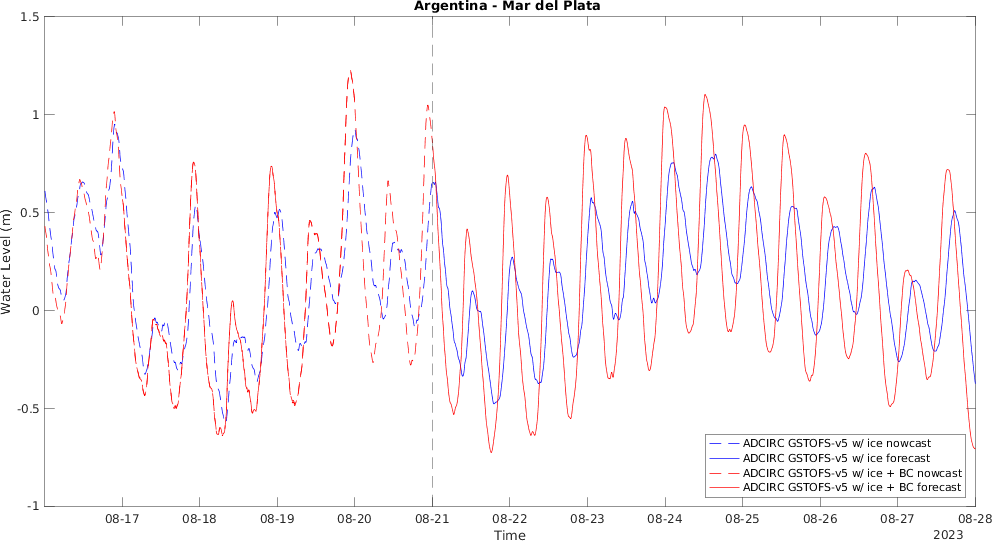 Argentina - Mar del Plata
1.5
1
0.5
0
-0.5
-1
Water Level (m)
ADCIRC GSTOFS-v5 w/ ice nowcast
ADCIRC GSTOFS-v5 w/ ice forecast
ADCIRC GSTOFS-v5 w/ ice + BC nowcast
ADCIRC GSTOFS-v5 w/ ice + BC forecast
08-17 08-18 08-19 08-20 08-21 08-22 08-23 08-24 08-25 08-26 08-27 08-28
Time
2023